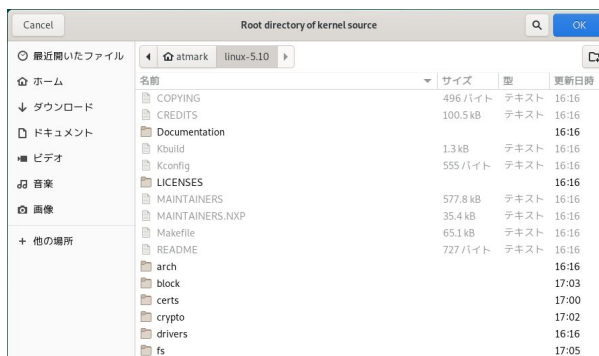 Cancel Root directory of kernel source OK
最近開いたファイル atmark linux-5.10
ホーム 名前 サイズ 型 更新日時
COPYING 496 バイト テキスト 16:16
ダウンロード CREDITS 100.5 kB テキスト 16:16
ドキュメント Documentation 16:16
Kbuild 1.3 kB テキスト 16:16
ビデオ Kconfig 555 バイト テキスト 16:16
音楽 LICENSES 16:16
MAINTAINERS 577.8 kB テキスト 16:16
画像 MAINTAINERS.NXP 35.4 kB テキスト 16:16
Makefile 65.1 kB テキスト 16:16
+ 他の場所 README 727 バイト テキスト 16:16
arch 16:16
block 17:03
certs 17:00
crypto 17:02
drivers 16:16
fs 17:05